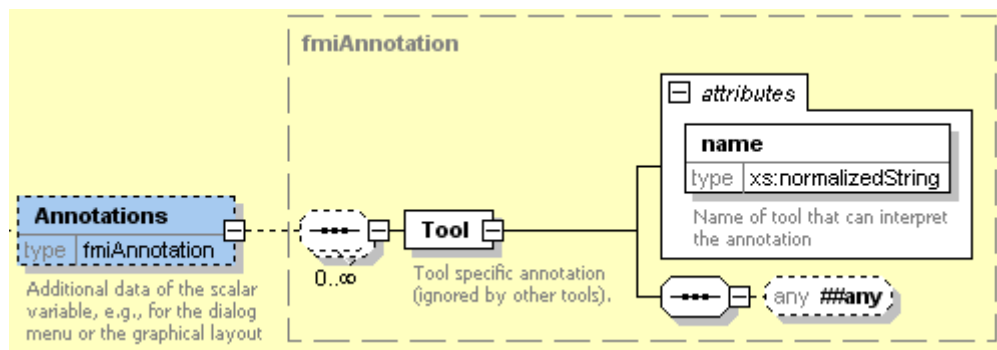 fmiAnnotation
attributes
name
type xs:normalizedString
Name of tool that can interpret
the annotation
Annotations
type fmiAnnotation
Additional data of the scalar
variable, e.g., for the dialog
menu or the graphical layout
0..∞
Tool
Tool specific annotation
(ignored by other tools).
any ##any